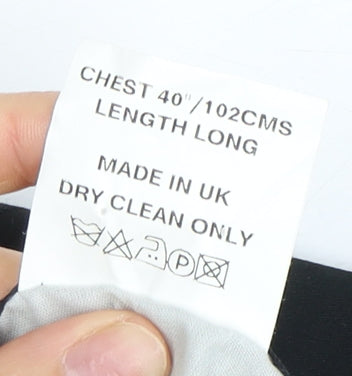 CHEST 40"/102CMS
LENGTH LONG
MADE IN UK
DRY CLEAN ONLY
P